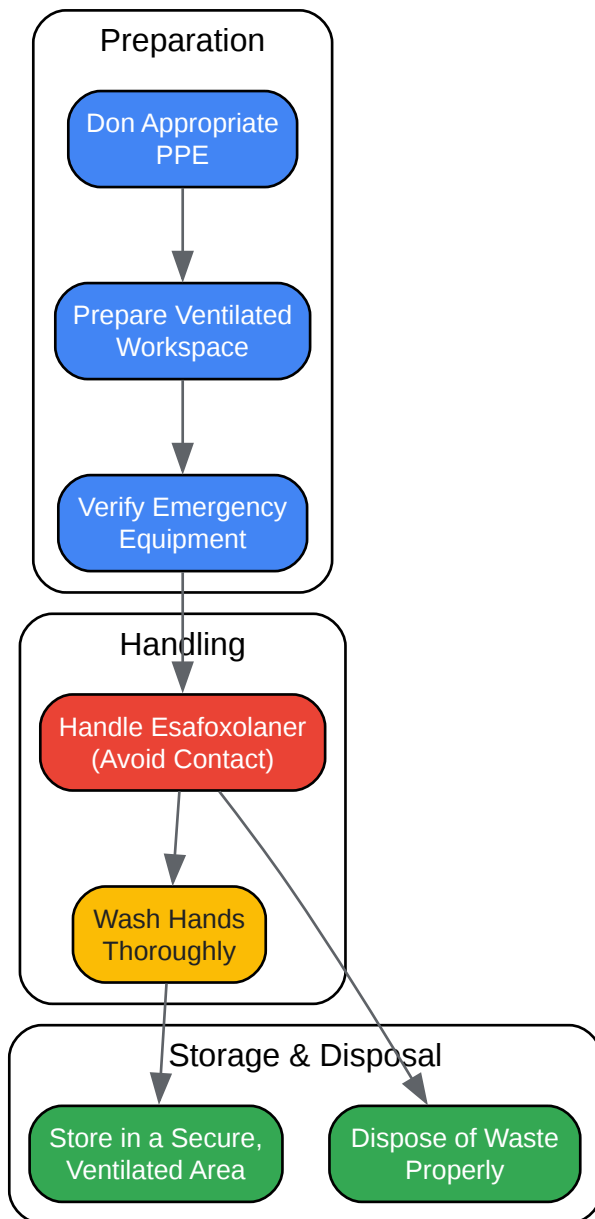 Preparation
Don Appropriate
PPE
Prepare Ventilated
Workspace
Verify Emergency
Equipment
Handling
Handle Esafoxolaner
(Avoid Contact)
Wash Hands
Thoroughly
Storage & Disposal
Store in a Secure,
Ventilated Area
Dispose of Waste
Properly